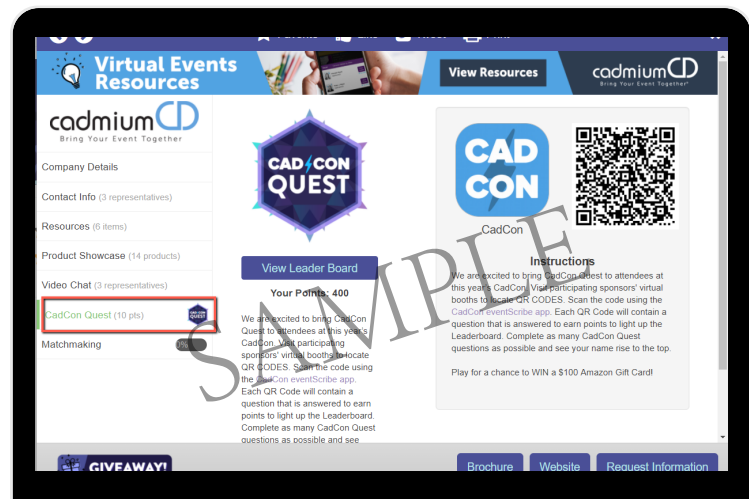 Virtual Events
Resources
View Resources
cadmiumCD
Bring Your Event Together
cadmiumCD
Bring Your Event Together
Company Details
Contact Info (3 representatives)
Resources (6 items)
Product Showcase (14 products)
Video Chat (3 representatives)
CadCon Quest (10 pts)
CAD CON
QUEST
Matchmaking
0%
CAD CON
QUEST
View Leader Board
Your Points: 400
We are excited to bring CadCon
Quest to attendees at this year's
CadCon. Visit participating
sponsors' virtual booths to locate
QR CODES. Scan the code using
the CadCon eventScribe app.
Each QR Code will contain a
question that is answered to earn
points to light up the Leaderboard.
Complete as many CadCon Quest
questions as possible and see
CAD
CON
CadCon
Instructions
We are excited to bring CadCon Quest to attendees at
this year's CadCon. Visit participating sponsors' virtual
booths to locate QR CODES. Scan the code using the
CadCon eventScribe app. Each QR Code will contain a
question that is answered to earn points to light up the
Leaderboard. Complete as many CadCon Quest
questions as possible and see your name rise to the top.
Play for a chance to WIN a $100 Amazon Gift Card!
SAMPLE
GIVEAWAY!
Brochure
Website
Request Information